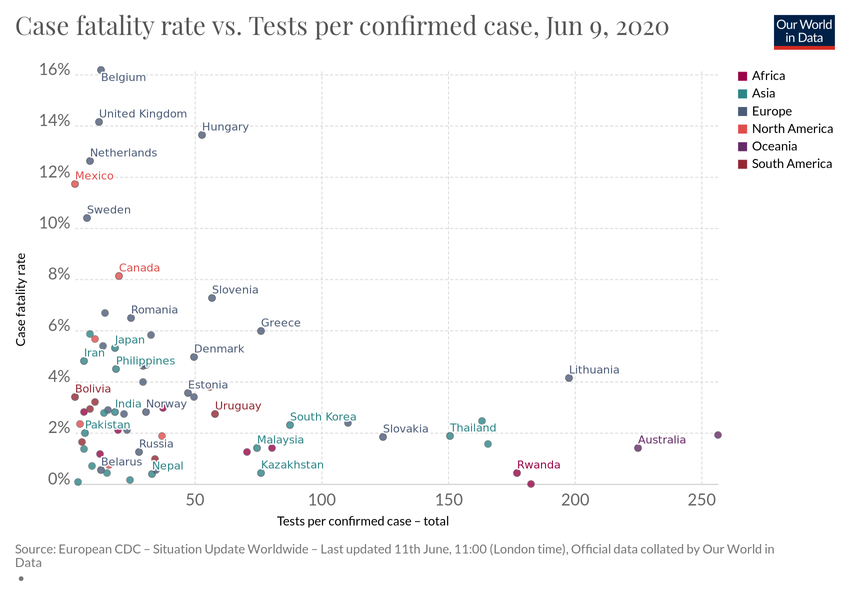 Case fatality rate vs. Tests per confirmed case, Jun 9, 2020
Our World
in Data
Africa
Asia
Europe
North America
Oceania
South America
16%
Belgium
United Kingdom
14%
Hungary
Netherlands
12%
Mexico
Sweden
10%
Canada
8%
Slovenia
Romania
6%
Greece
Japan
Iran
Denmark
Philippines
Lithuania
4%
Bolivia
Estonia
India
Norway
Uruguay
South Korea
Pakistan
Slovakia
Thailand
2%
Russia
Malaysia
Australia
Belarus
Nepal
Kazakhstan
Rwanda
0%
50
100
150
200
250
Case fatality rate
Tests per confirmed case – total
Source: European CDC – Situation Update Worldwide – Last updated 11th June, 11:00 (London time), Official data collated by Our World in
Data